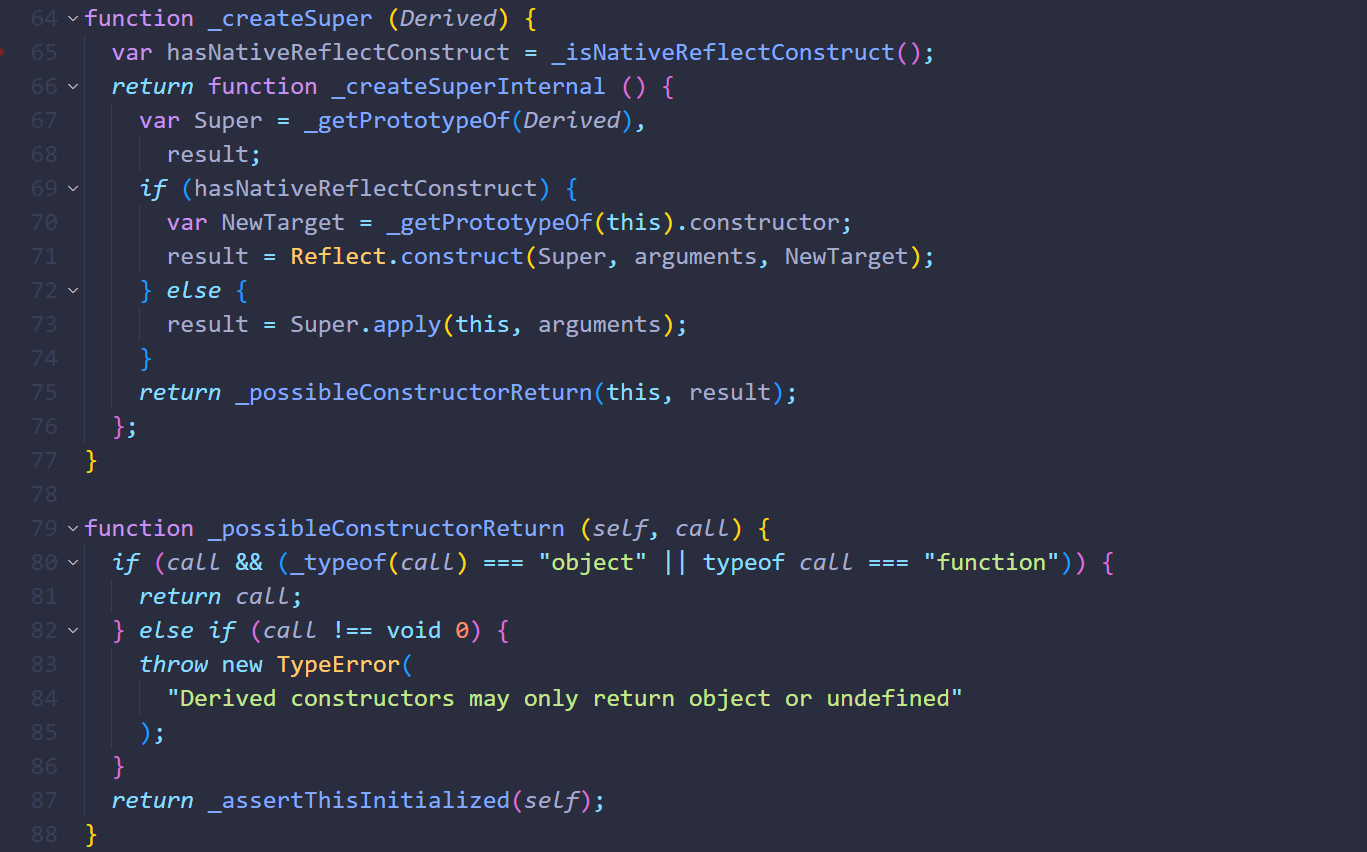 64 function _createSuper (Derived) {
65   var hasNativeReflectConstruct = _isNativeReflectConstruct();
66   return function _createSuperInternal () {
67     var Super = _getPrototypeOf(Derived),
68       result;
69     if (hasNativeReflectConstruct) {
70       var NewTarget = _getPrototypeOf(this).constructor;
71       result = Reflect.construct(Super, arguments, NewTarget);
72     } else {
73       result = Super.apply(this, arguments);
74     }
75     return _possibleConstructorReturn(this, result);
76   };
77 }
78
79 function _possibleConstructorReturn (self, call) {
80   if (call && (_typeof(call) === "object" || typeof call === "function")) {
81     return call;
82   } else if (call !== void 0) {
83     throw new TypeError(
84       "Derived constructors may only return object or undefined"
85     );
86   }
87   return _assertThisInitialized(self);
88 }